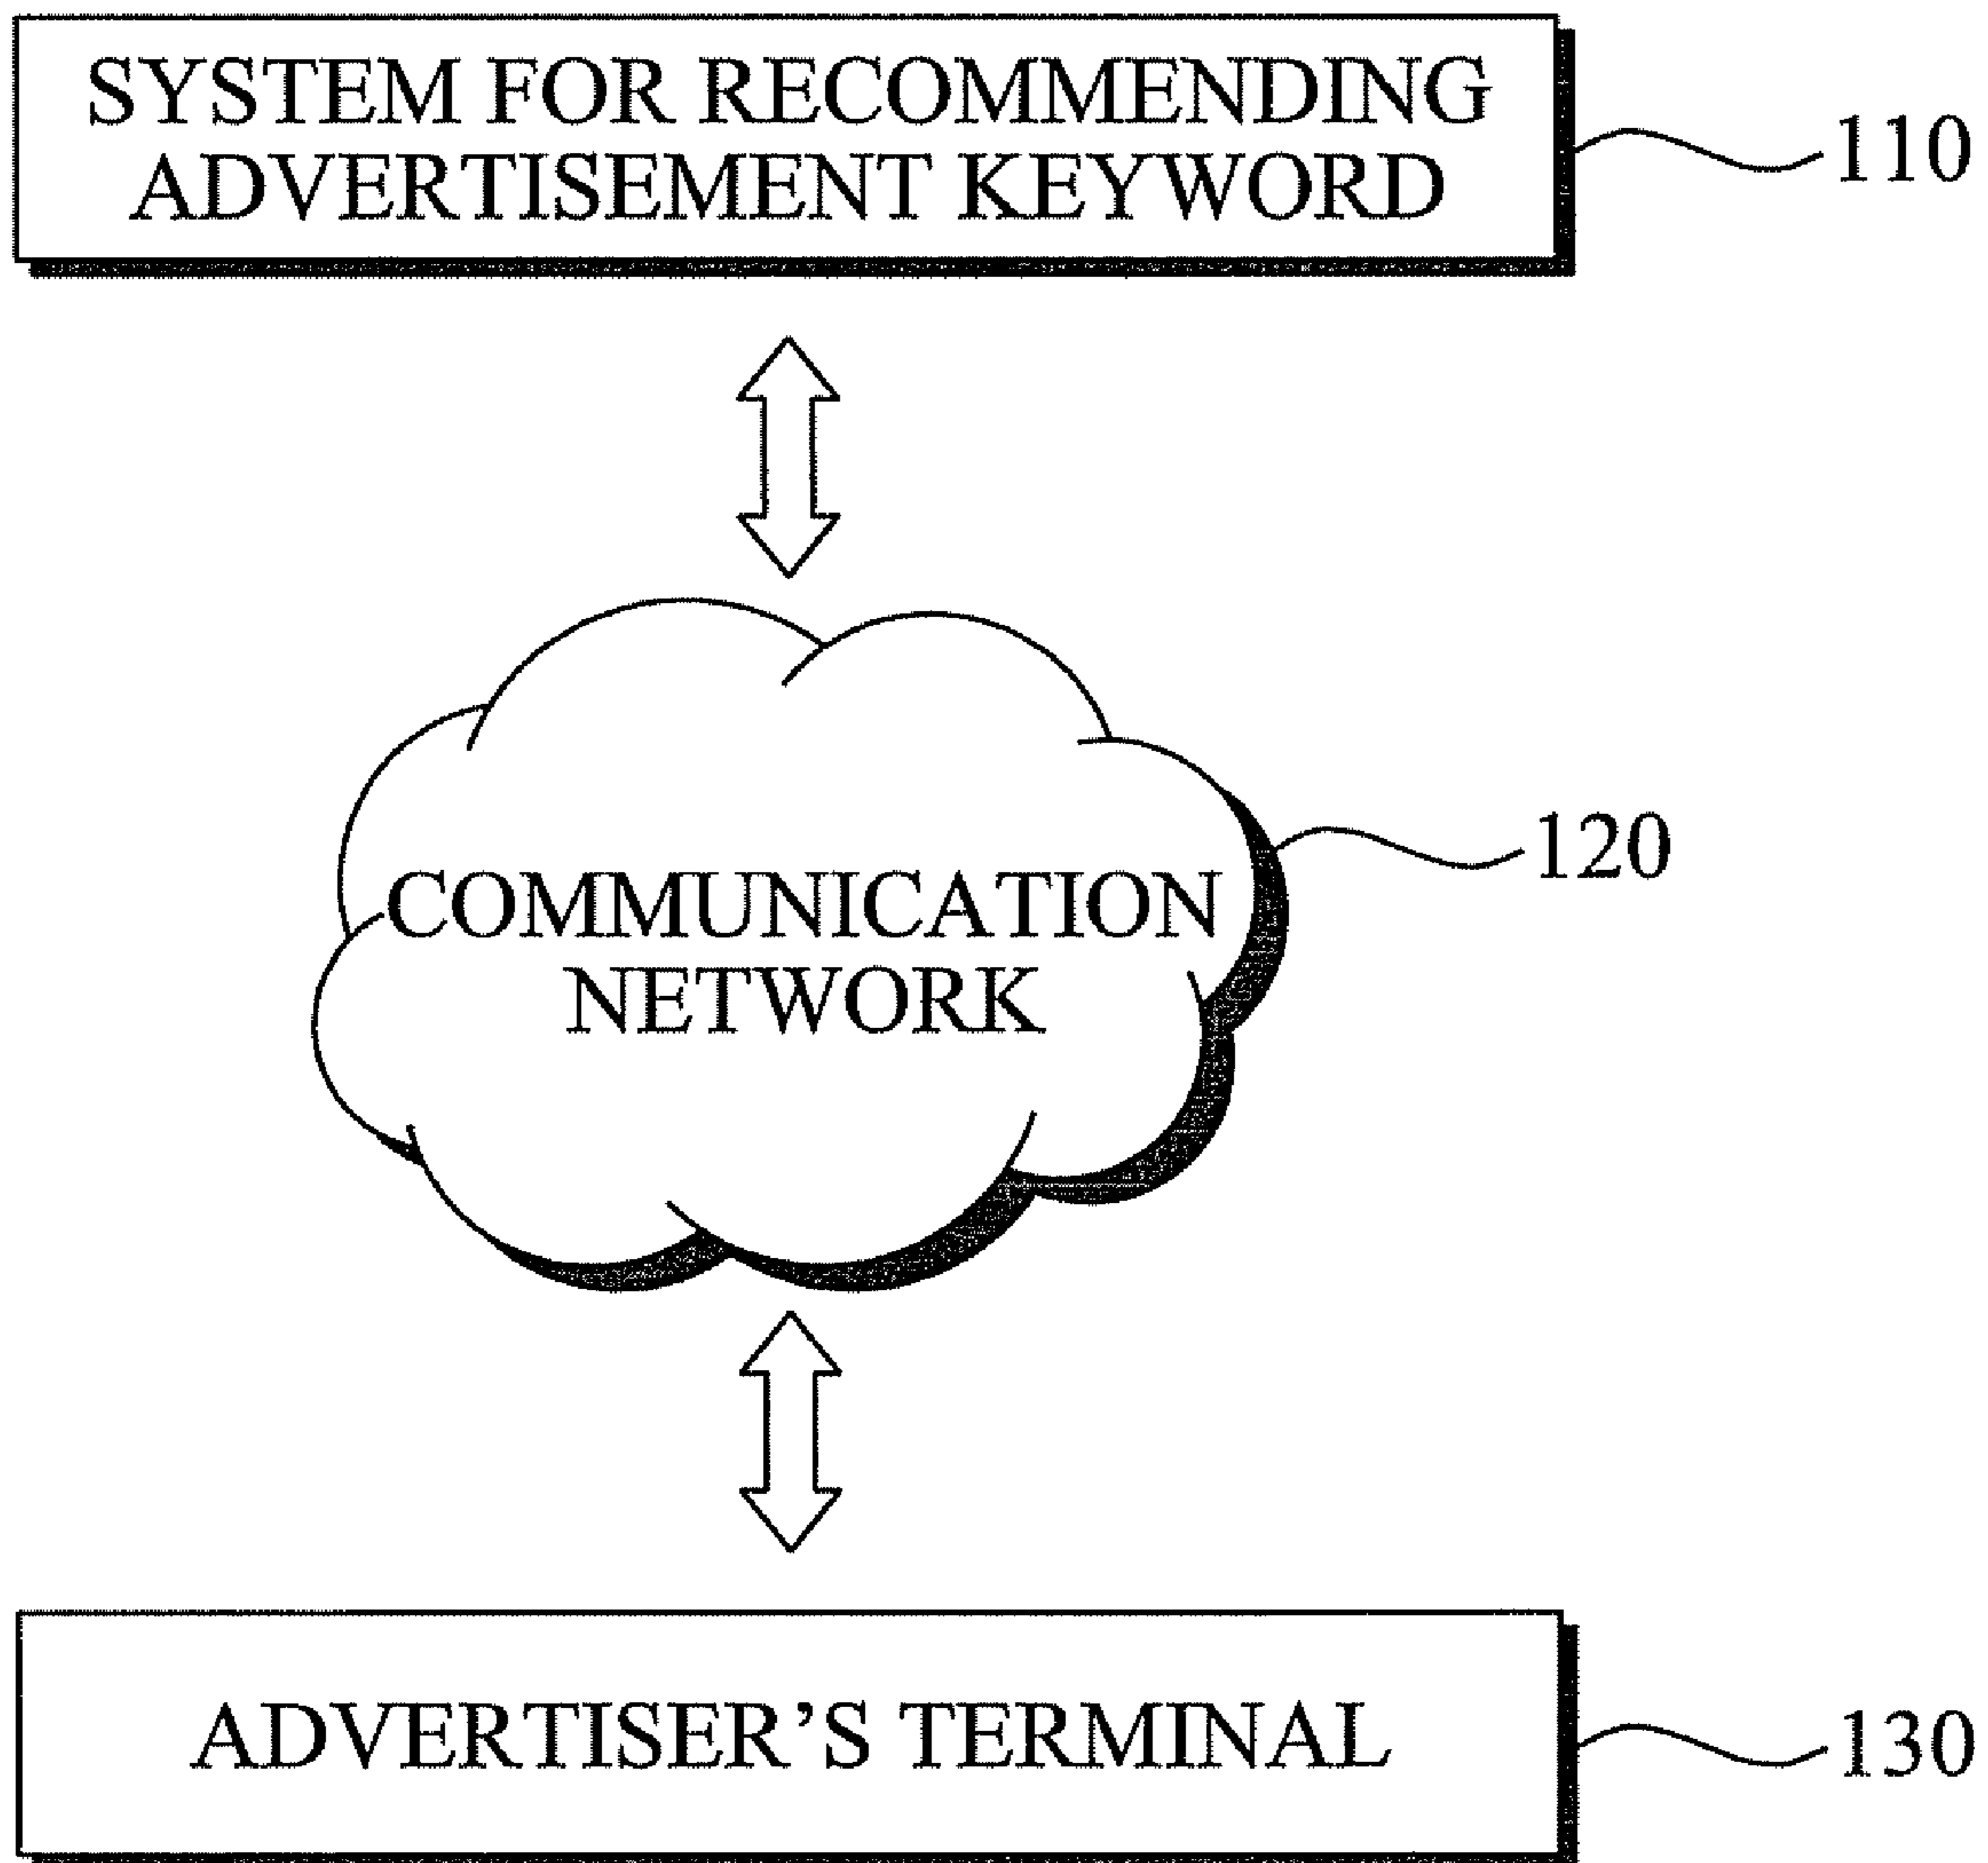 SYSTEM FOR RECOMMENDING
ADVERTISEMENT KEYWORD
110
120
COMMUNICATION
NETWORK
ADVERTISER’S TERMINAL
130